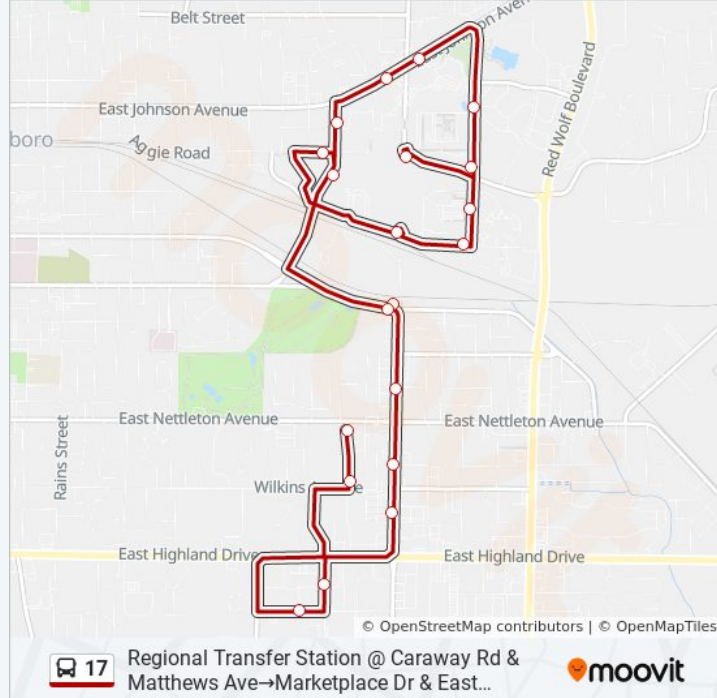 Belt Street
East Johnson Aven
East Johnson Avenue
Red Wolf Boulevard
boro
Aggie Road
East Nettleton Avenue
East Nettleton Avenue
Rains Street
Wilkins
e
East Highland Drive
East Highland Drive
© OpenStreetMap contributors | © OpenMapTiles
17
Regional Transfer Station @ Caraway Rd &
Matthews Ave→Marketplace Dr & East...
moovit